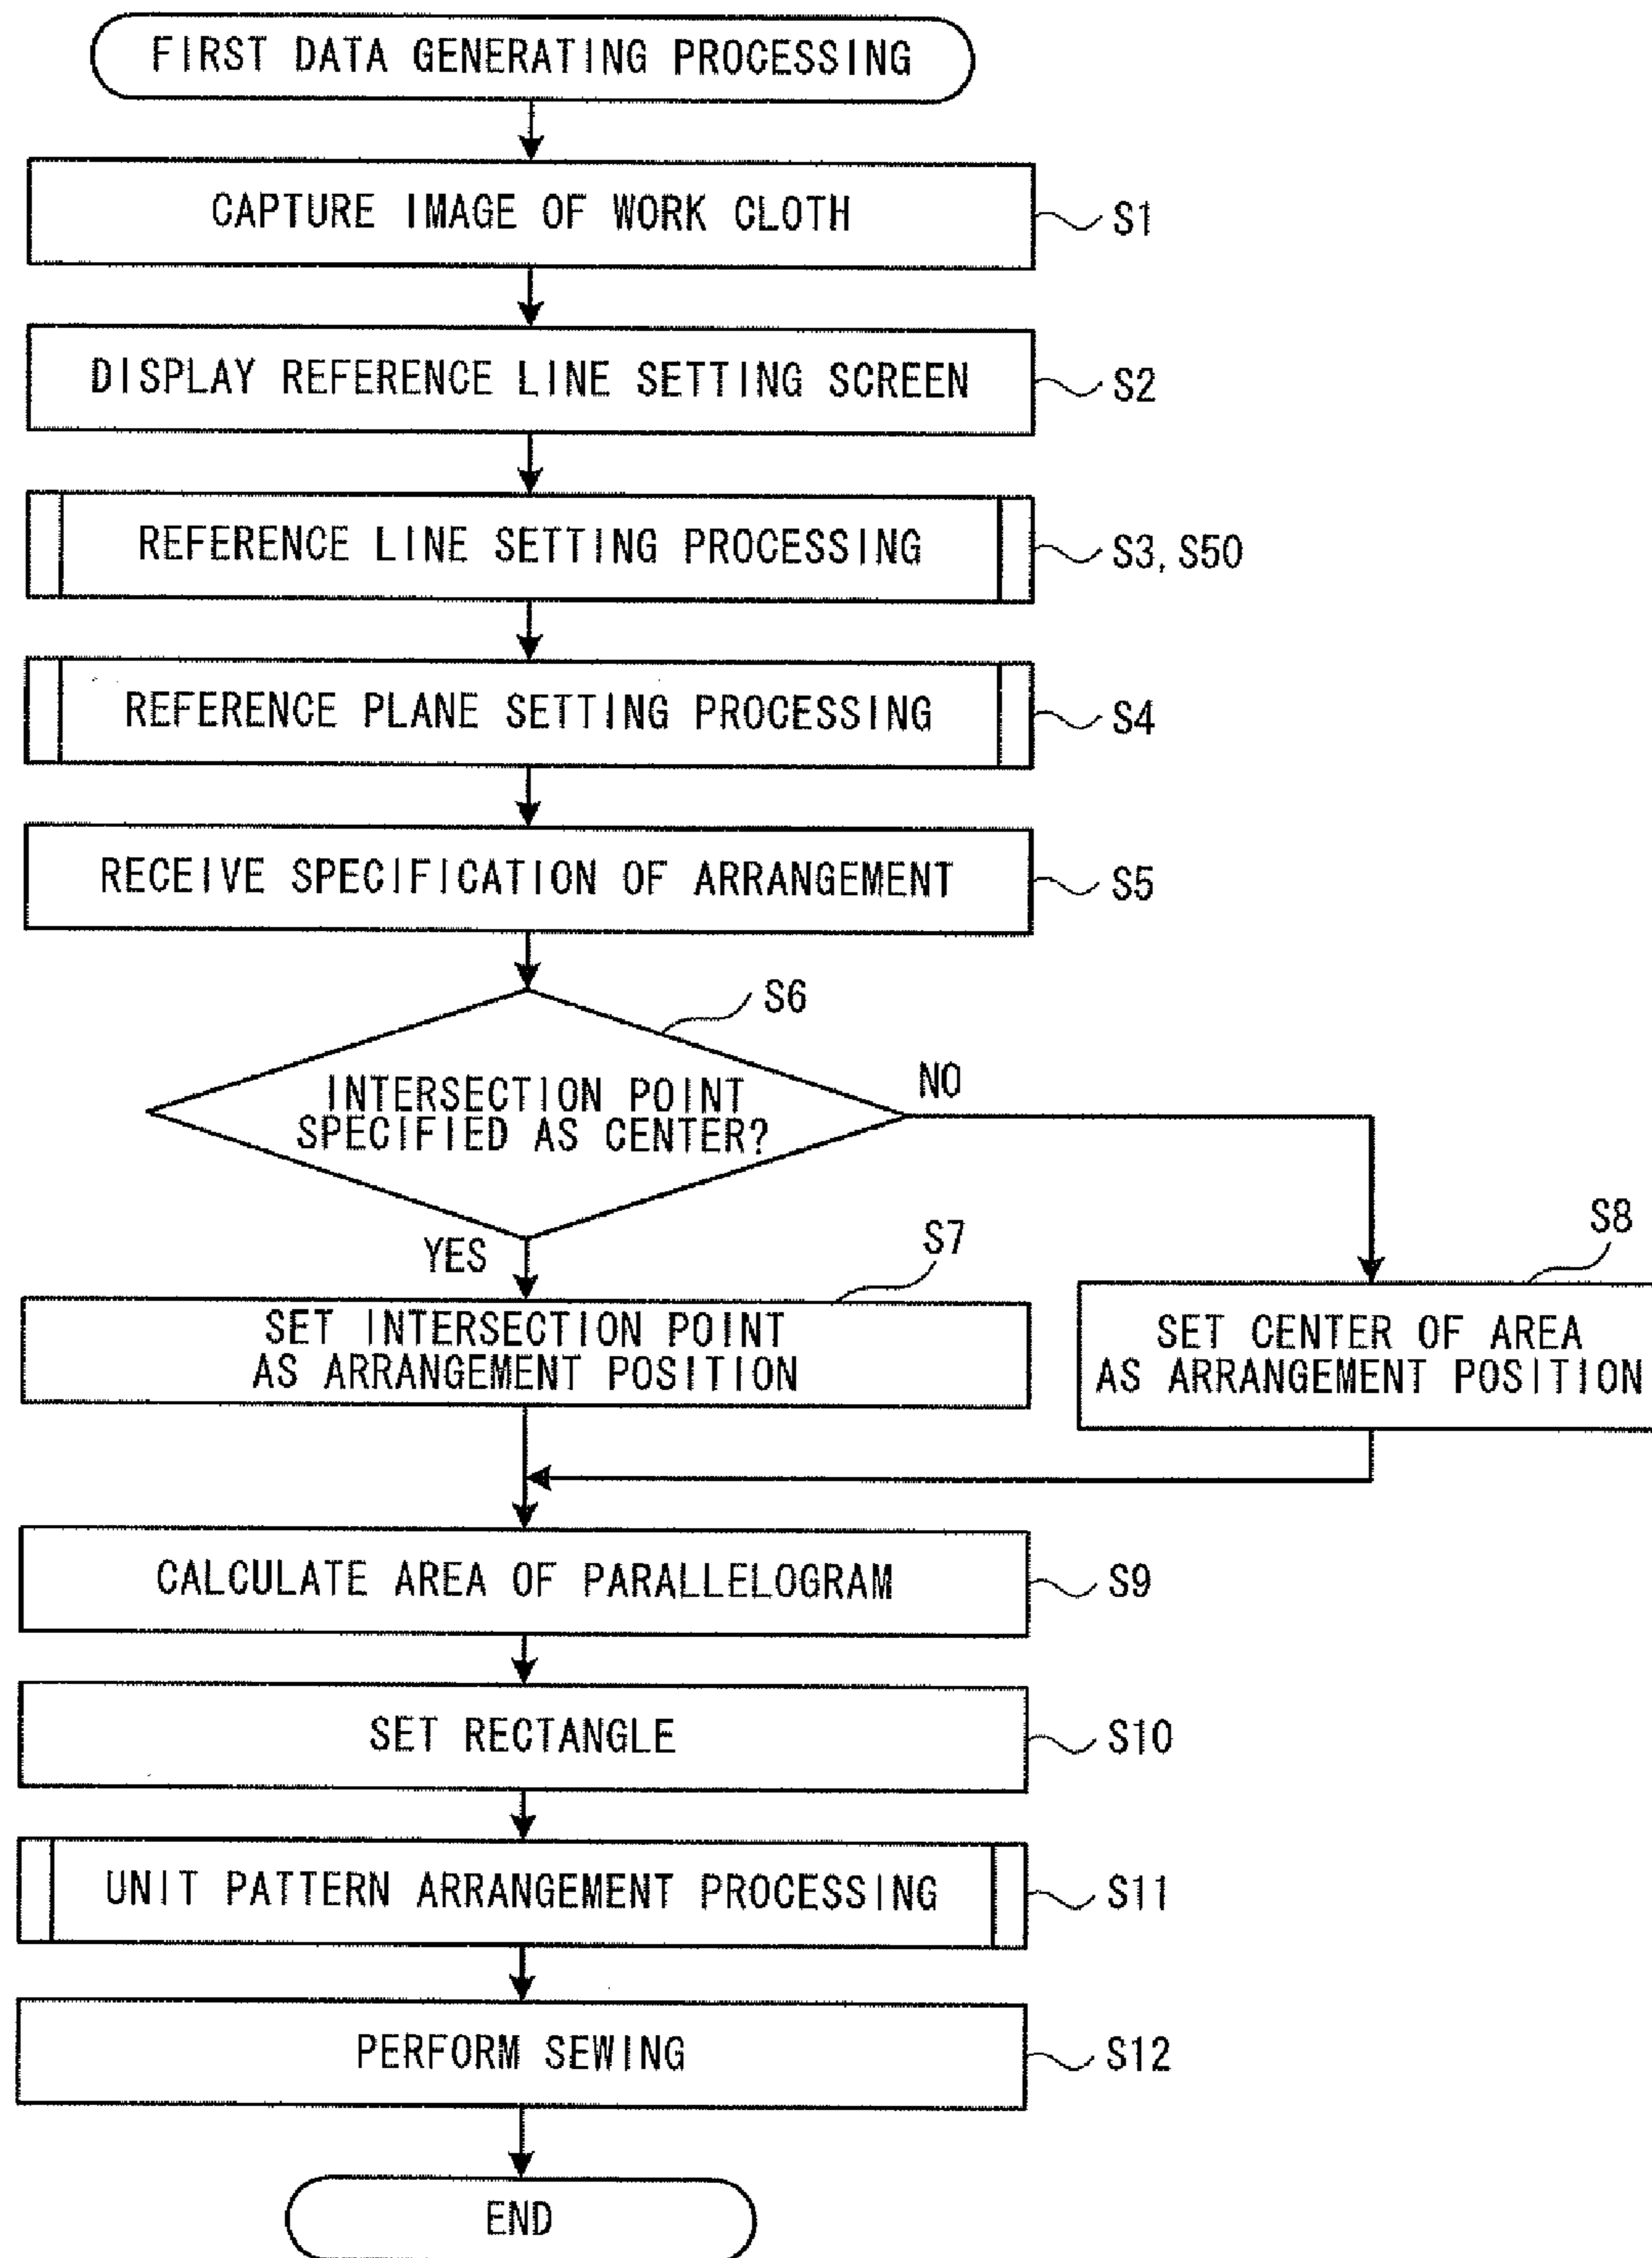 FIRST DATA GENERATING PROCESSING
CAPTURE IMAGE OF WORK CLOTH
S1
DISPLAY REFERENCE LINE SETTING SCREEN
S2
REFERENCE LINE SETTING PROCESSING
S3, S50
REFERENCE PLANE SETTING PROCESSING
S4
RECEIVE SPECIFICATION OF ARRANGEMENT
S5
S6
INTERSECTION POINT
SPECIFIED AS CENTER?
NO
YES
S7
SET INTERSECTION POINT
AS ARRANGEMENT POSITION
S8
SET CENTER OF AREA
AS ARRANGEMENT POSITION
CALCULATE AREA OF PARALLELOGRAM
S9
SET RECTANGLE
S10
UNIT PATTERN ARRANGEMENT PROCESSING
S11
PERFORM SEWING
S12
END